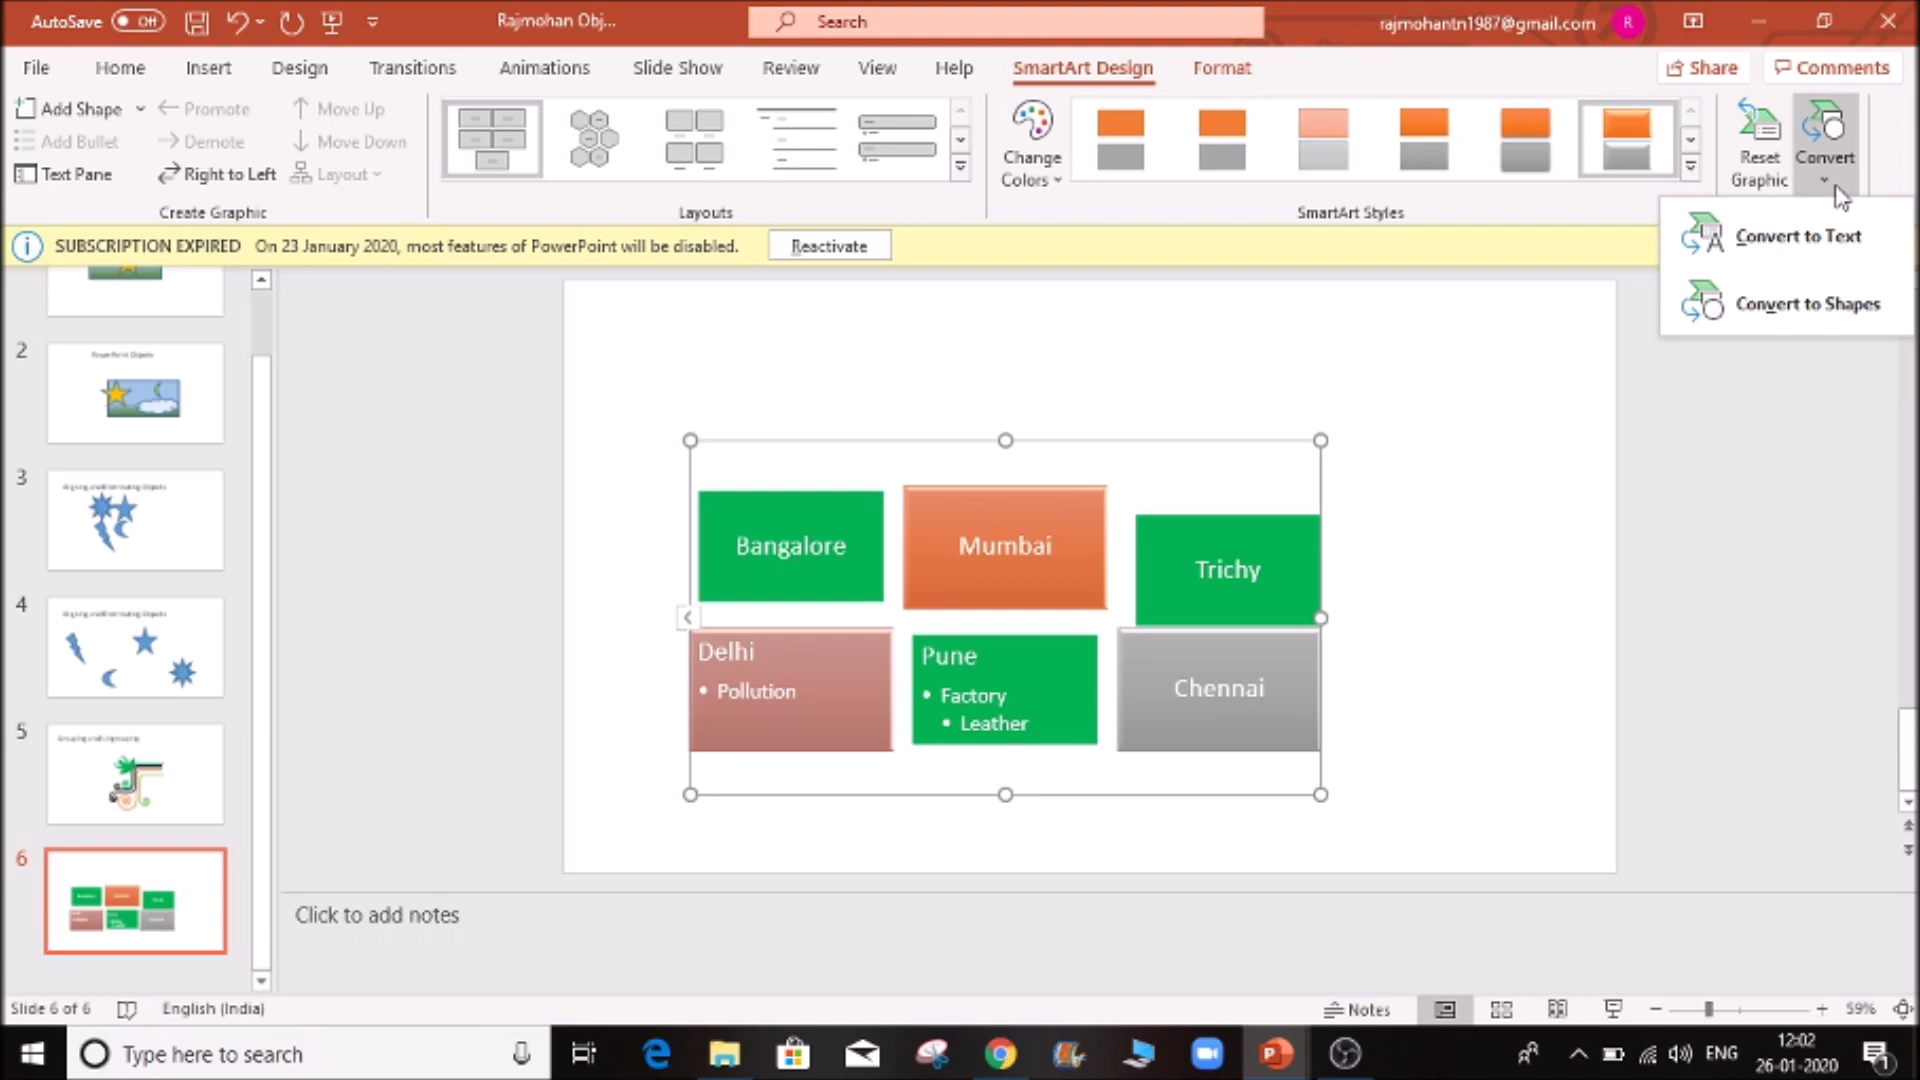 AutoSave Off Rajmohan Obj... Search rajmohantn1987@gmail.com R
File Home Insert Design Transitions Animations Slide Show Review View Help SmartArt Design Format Share Comments
Add Shape Promote Move Up
Add Bullet Demote Move Down
Text Pane Right to Left Layout
Change Colors
Reset Graphic
Convert
Create Graphic Layouts SmartArt Styles
SUBSCRIPTION EXPIRED On 23 January 2020, most features of PowerPoint will be disabled. Reactivate
Convert to Text
Convert to Shapes
2
PowerPoint Objects
3
4
5
6
Bangalore
Mumbai
Trichy
Delhi
• Pollution
Pune
• Factory
• Leather
Chennai
Click to add notes
Slide 6 of 6 English (India) Notes 59%
Type here to search
ENG
12:02
26-01-2020
1